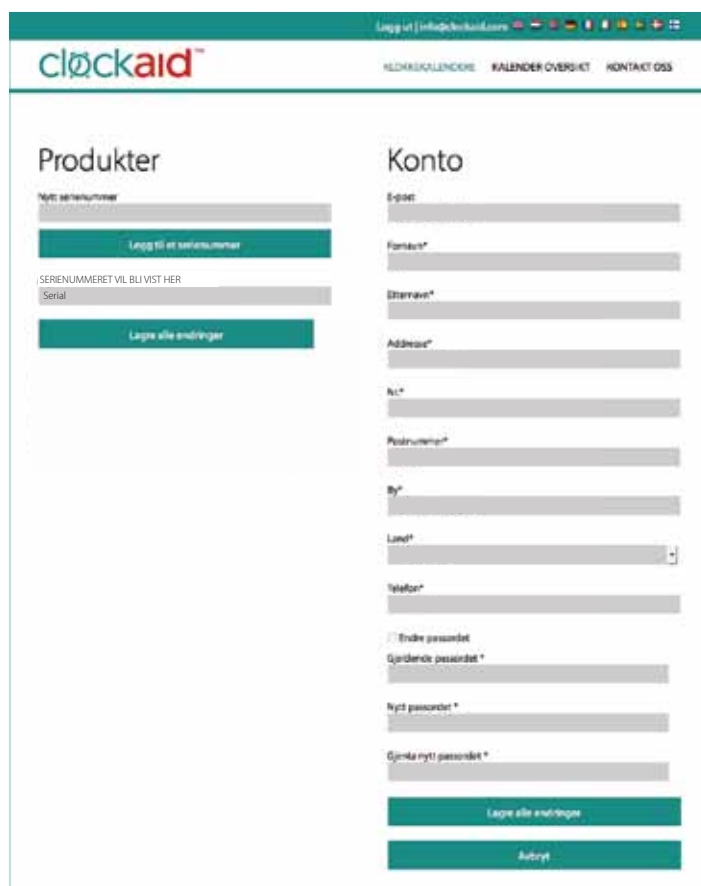 Logg ut | info@clockaid.com
clockaid™
KLOKKEKALENDERE KALENDER OVERSIKT KONTAKT OSS
Produkter
Nytt serienummer
Legg til et serienummer
SERIENUMMERET VIL BLI VIST HER
Serial
Lagre alle endringer
Konto
E-post
Fornavn*
Etternavn*
Addresse*
Nr.*
Postnummer*
By*
Land*
Telefon*
Endre passordet
Gjeldende passordet *
Nytt passordet *
Gjenta nytt passordet *
Lagre alle endringer
Avbryt